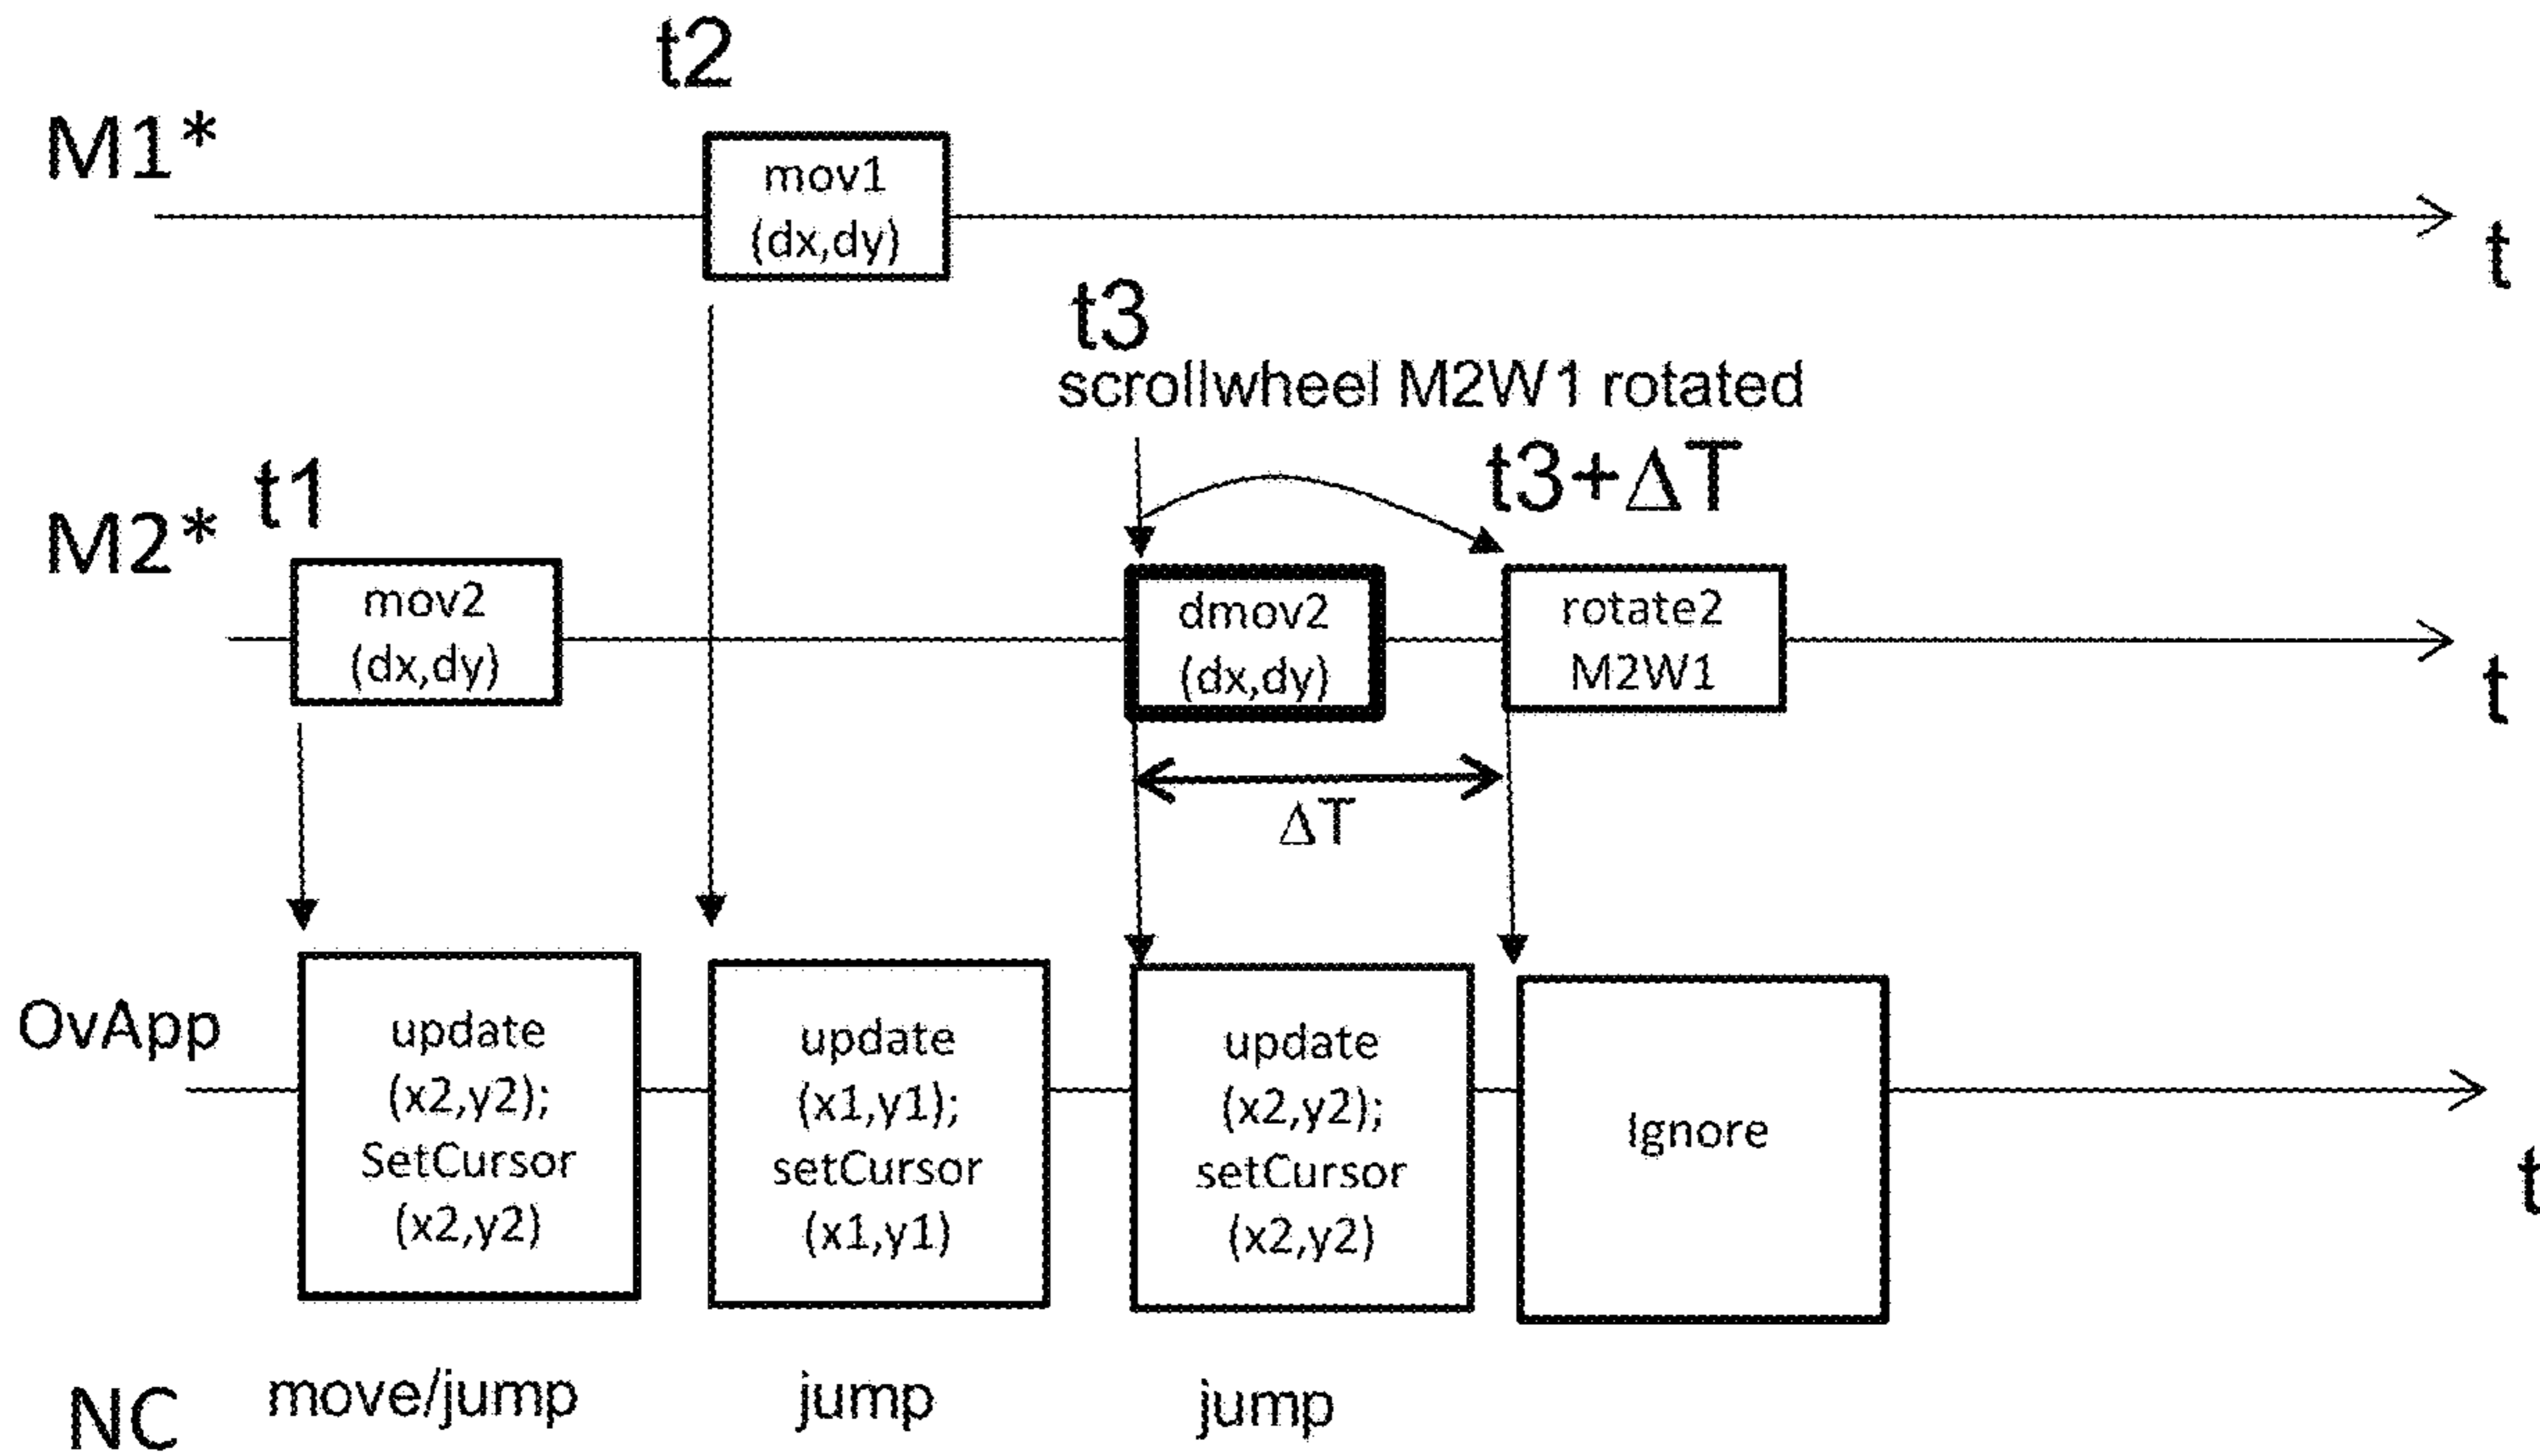 t2
M1*
mov1
(dx,dy)
t
t3
scrollwheel M2W1 rotated
t3+ΔT
t1
M2*
mov2
(dx,dy)
dmov2
(dx,dy)
rotate2
M2W1
t
ΔT
OvApp
update
(x2,y2);
SetCursor
(x2,y2)
update
(x1,y1);
setCursor
(x1,y1)
update
(x2,y2);
setCursor
(x2,y2)
Ignore
t
NC
move/jump
jump
jump